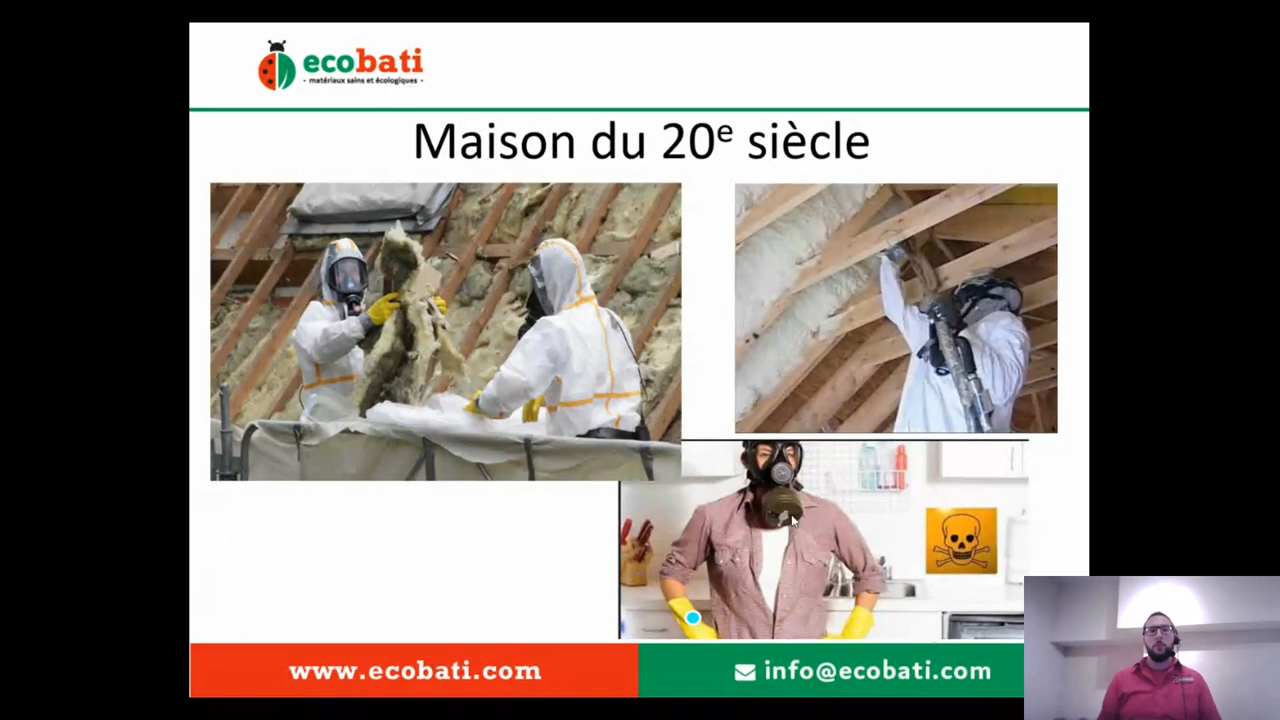 ecobati
- matériaux sains et écologiques -
Maison du 20e siècle
www.ecobati.com
info@ecobati.com